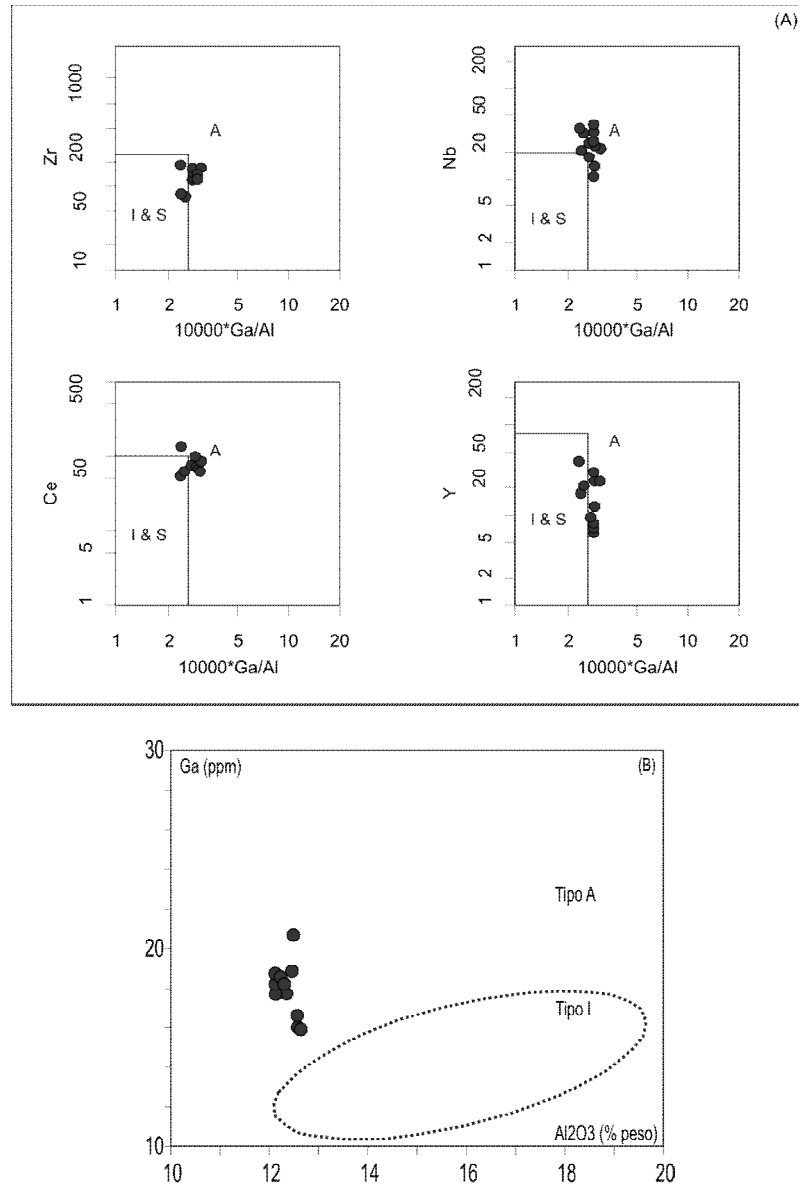 (A)
Zr
1000
200
50
10
A
I & S
1 2 5 10 20
10000*Ga/Al
Nb
200
50
20
5
2
1
A
I & S
1 2 5 10 20
10000*Ga/Al
Ce
500
50
5
1
A
I & S
1 2 5 10 20
10000*Ga/Al
Y
200
50
20
5
2
1
A
I & S
1 2 5 10 20
10000*Ga/Al
30
Ga (ppm)
(B)
Tipo A
20
Tipo I
Al2O3 (% peso)
10
10 12 14 16 18 20